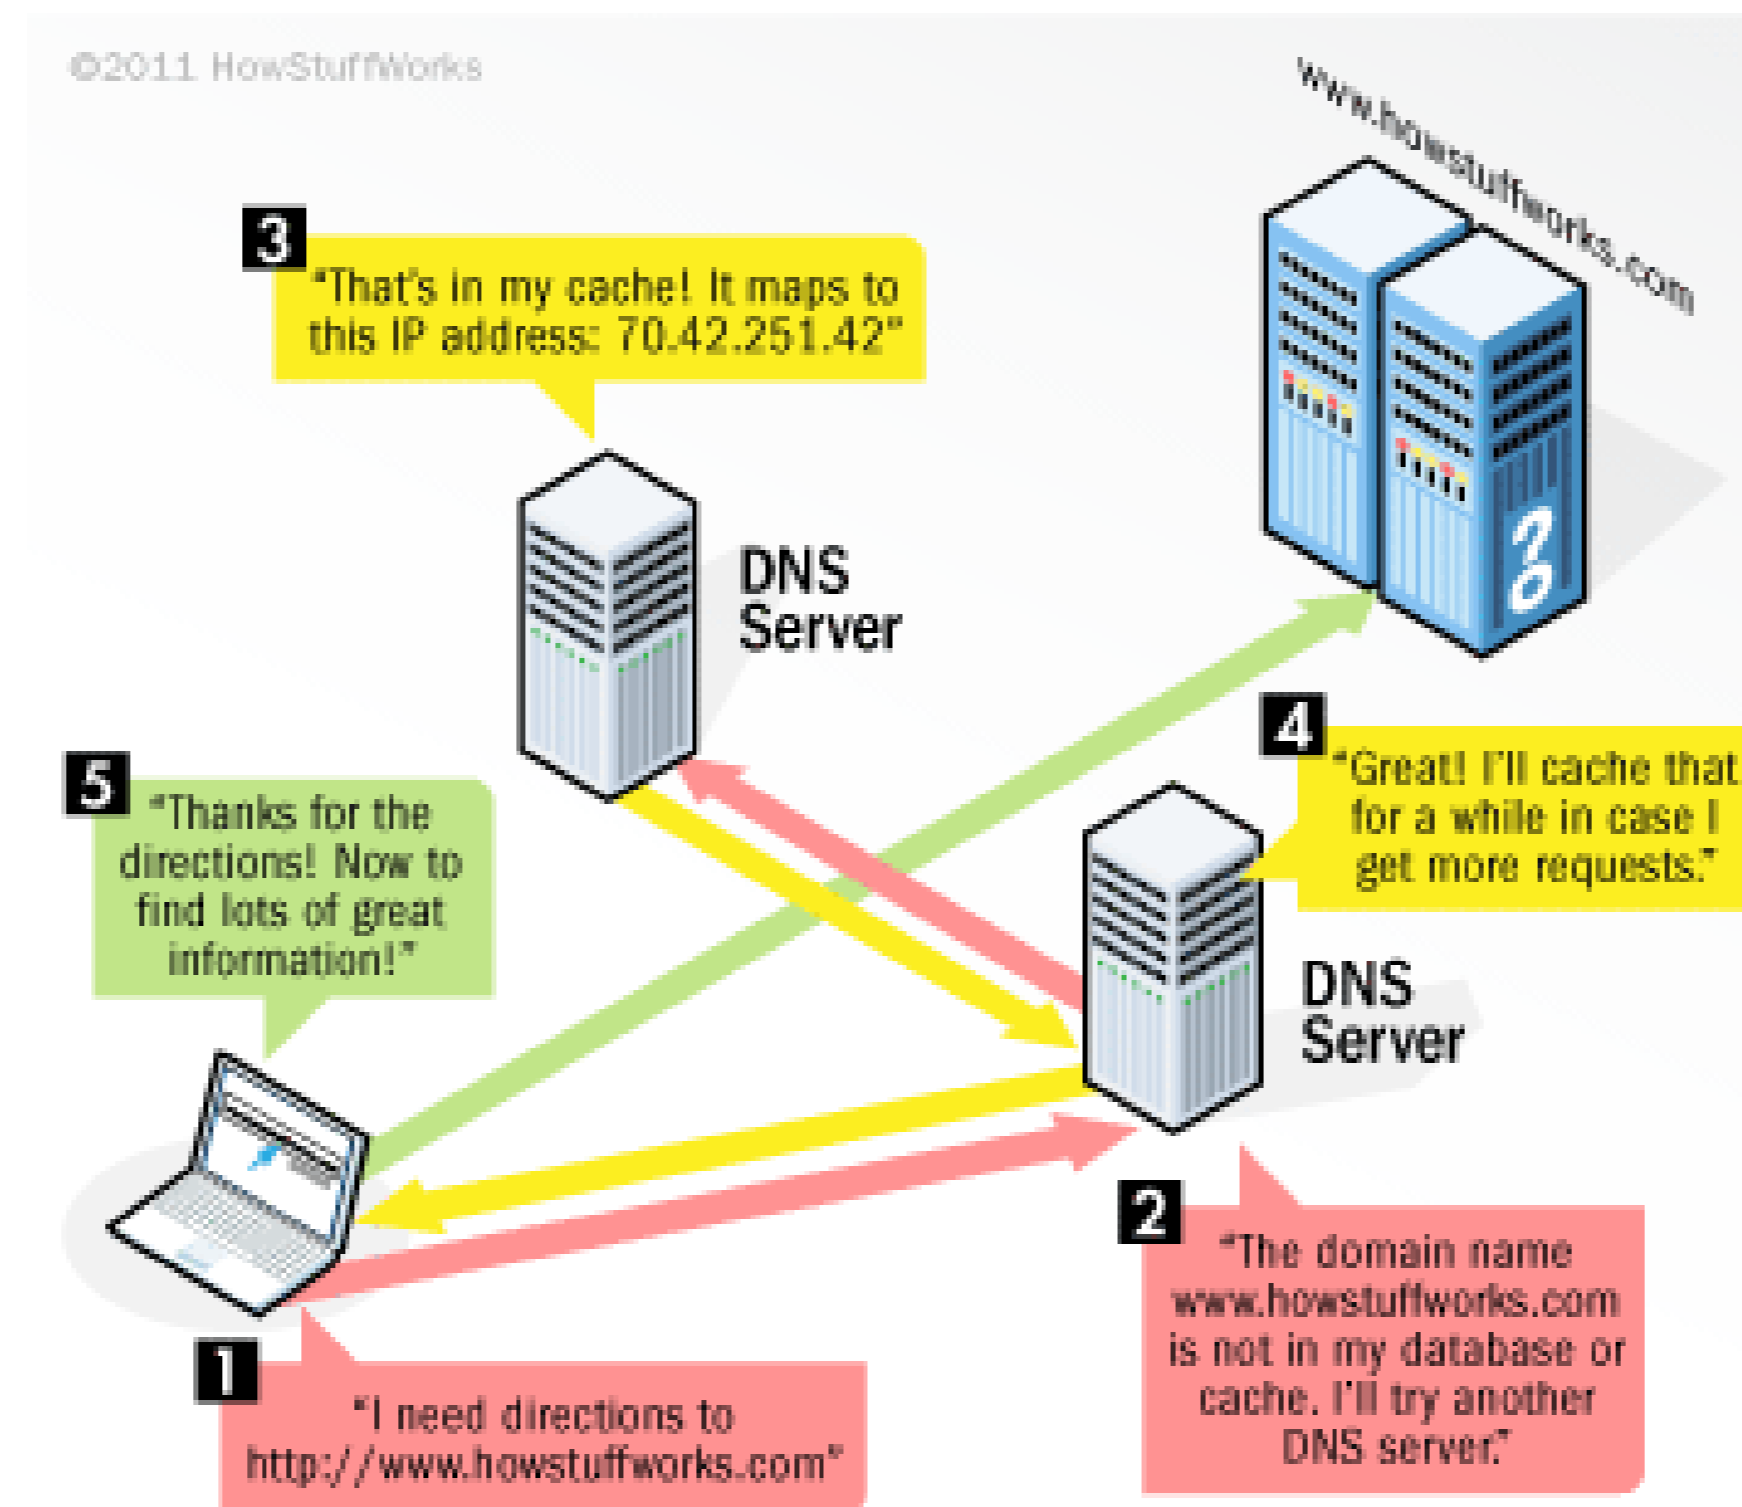 ©2011 HowStuffWorks
www.howstuffworks.com
3
"That's in my cache! It maps to
this IP address: 70.42.251.42"
DNS
Server
4
"Great! I'll cache that
for a while in case I
get more requests."
5
"Thanks for the
directions! Now to
find lots of great
information!"
DNS
Server
2
"The domain name
www.howstuffworks.com
is not in my database or
cache. I'll try another
DNS server."
1
"I need directions to
http://www.howstuffworks.com"